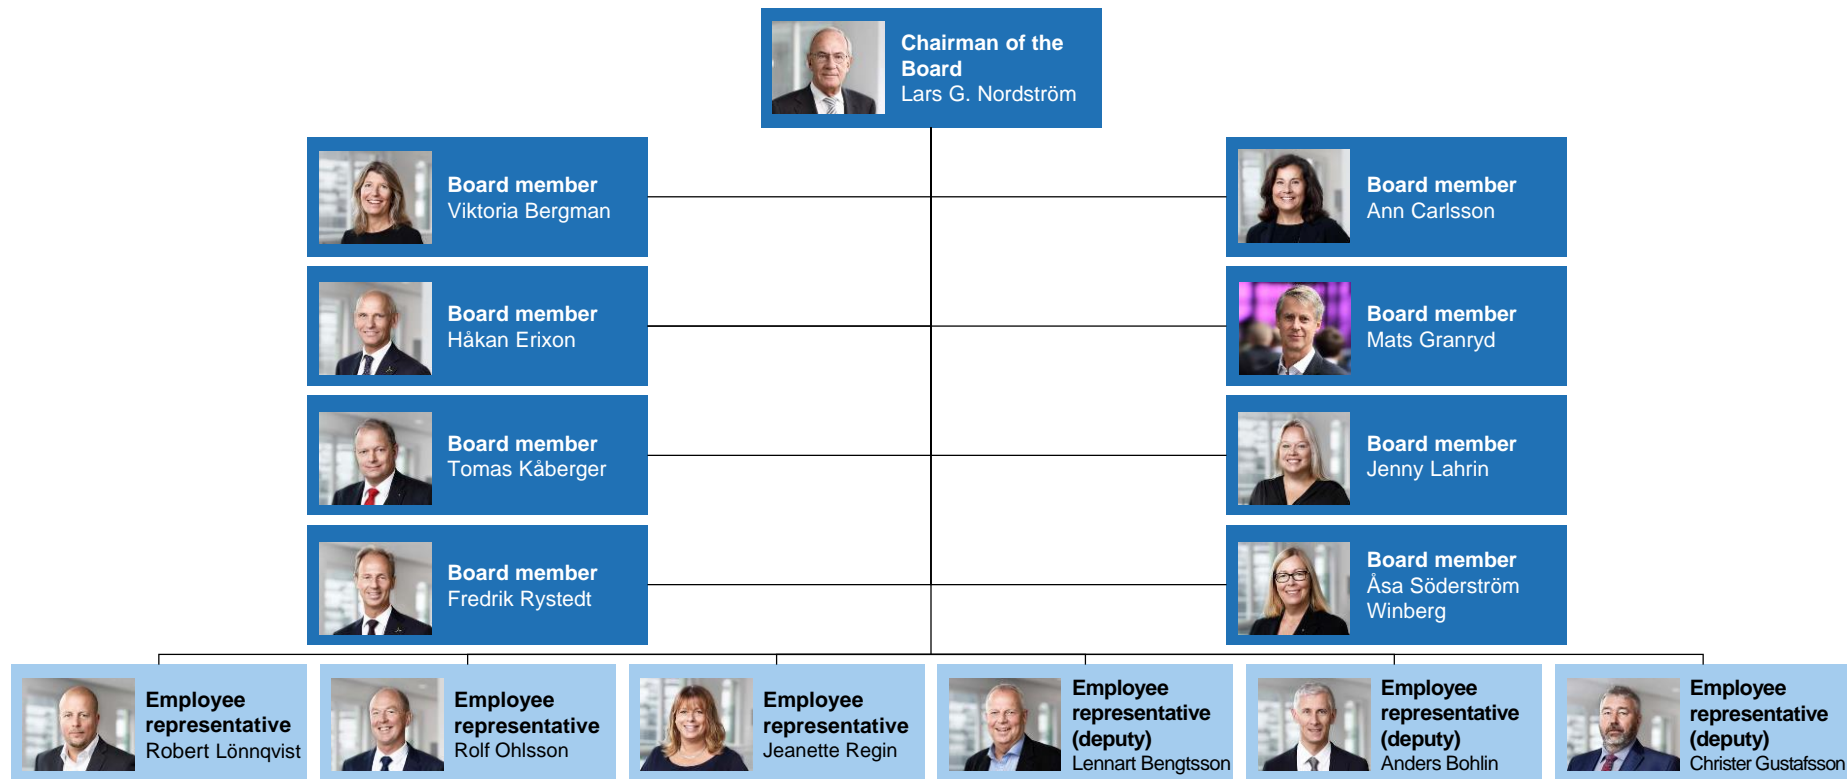 Chairman of the
Board
Lars G. Nordström
Board member
Viktoria Bergman
Board member
Ann Carlsson
Board member
Håkan Erixon
Board member
Mats Granryd
Board member
Tomas Kåberger
Board member
Jenny Lahrin
Board member
Fredrik Rystedt
Board member
Åsa Söderström
Winberg
Employee
representative
Robert Lönnqvist
Employee
representative
Rolf Ohlsson
Employee
representative
Jeanette Regin
Employee
representative
(deputy)
Lennart Bengtsson
Employee
representative
(deputy)
Anders Bohlin
Employee
representative
(deputy)
Christer Gustafsson